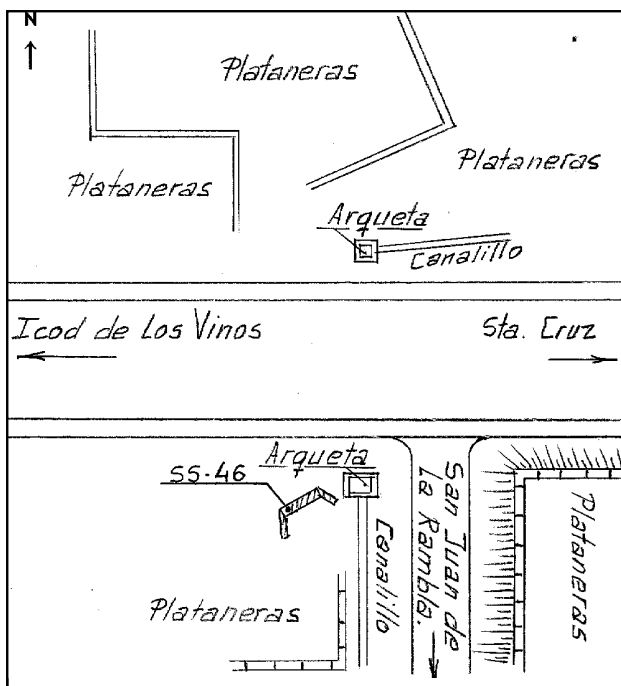 N
Plataneras
Plataneras
Plataneras
Arqueta
Canalillo
Icod de Los Vinos
Sta. Cruz
Arqueta
SS-46
Canalillo
San Juan de
La Rambla.
Plataneras
Plataneras